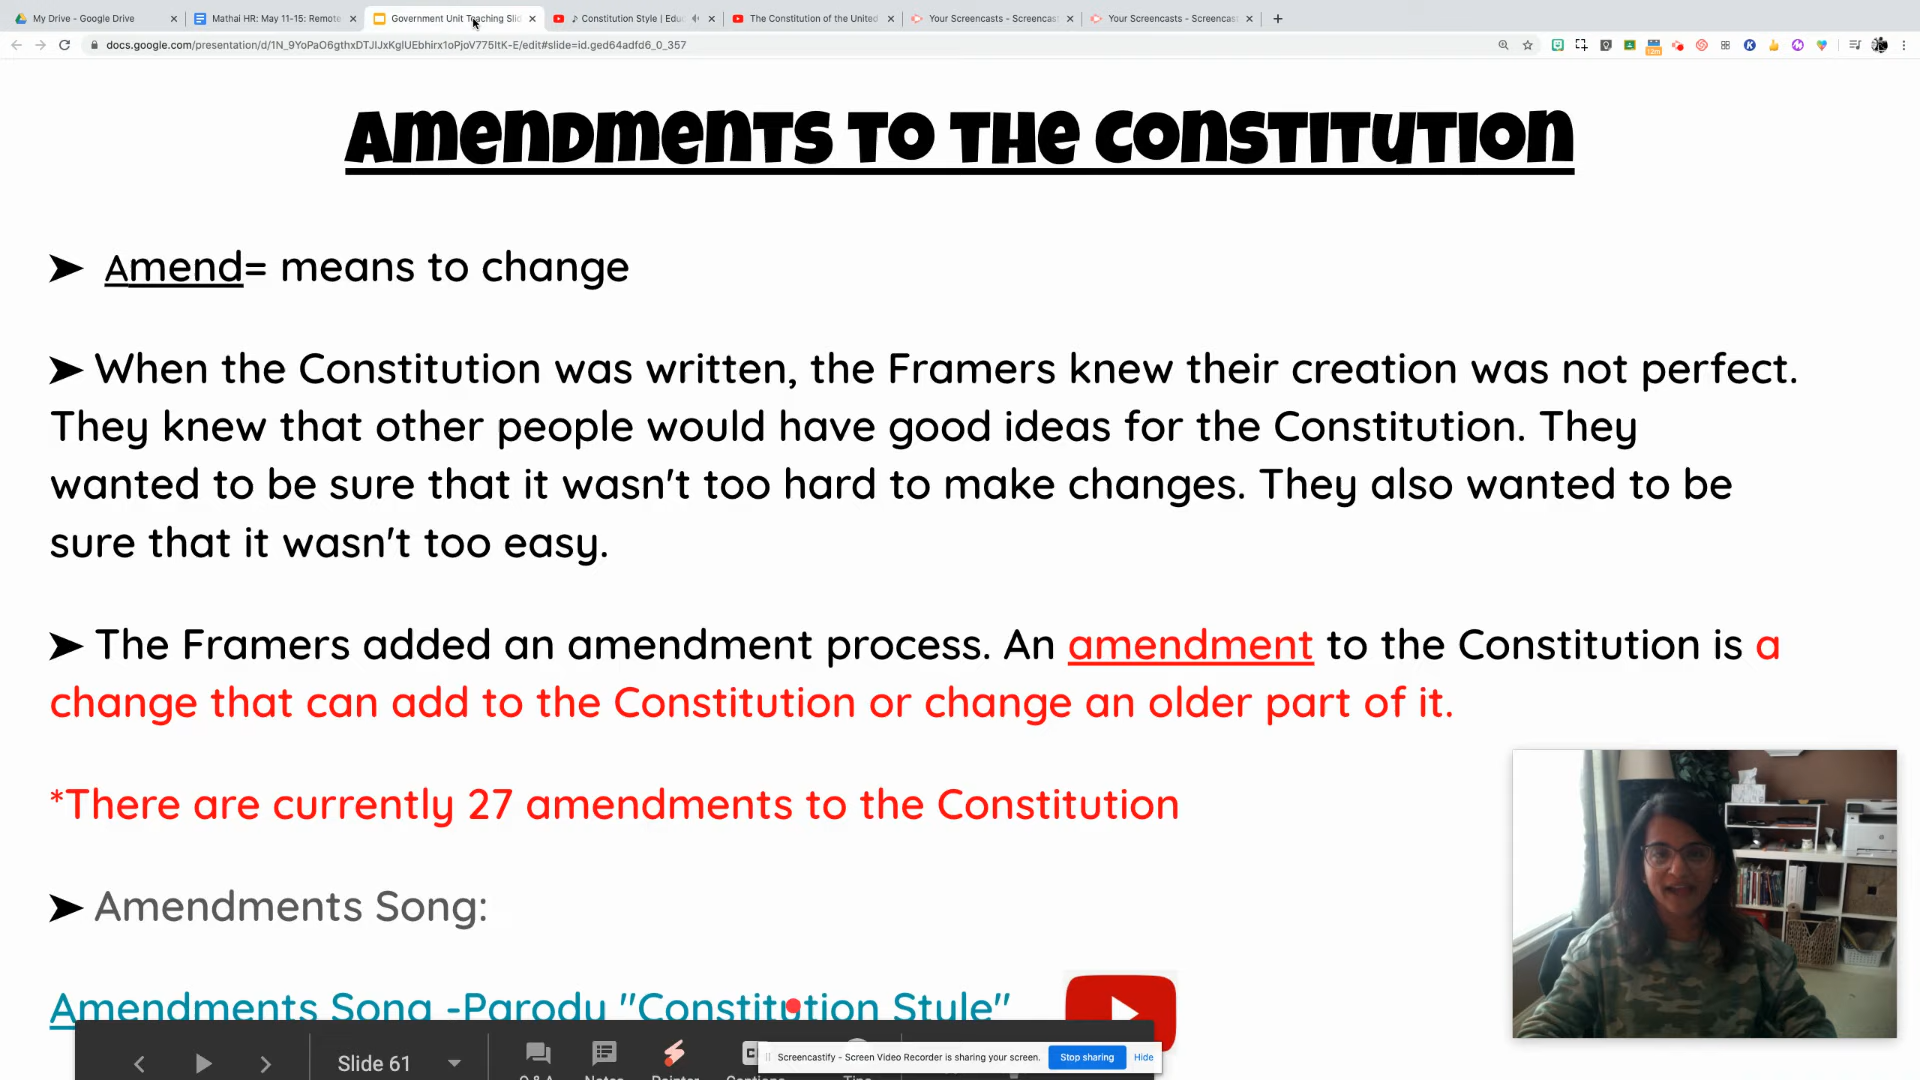 My Drive - Google Drive
Mathai HR: May 11-15: Remote
Government Unit Teaching Slid
♪ Constitution Style | Educ
The Constitution of the United
Your Screencasts - Screencast
Your Screencasts - Screencast
docs.google.com/presentation/d/1N_9YoPaO6gthxDTJIJxKglUEbhirx1oPjoV775ltK-E/edit#slide=id.ged64adfd6_0_357
Amendments to the Constitution
➤ Amend= means to change
➤ When the Constitution was written, the Framers knew their creation was not perfect.
They knew that other people would have good ideas for the Constitution. They
wanted to be sure that it wasn't too hard to make changes. They also wanted to be
sure that it wasn't too easy.
➤ The Framers added an amendment process. An amendment to the Constitution is a
change that can add to the Constitution or change an older part of it.
*There are currently 27 amendments to the Constitution
➤ Amendments Song:
Amendments Song -Parody "Constitution Style"
Slide 61
Screencastify - Screen Video Recorder is sharing your screen.
Stop sharing
Hide